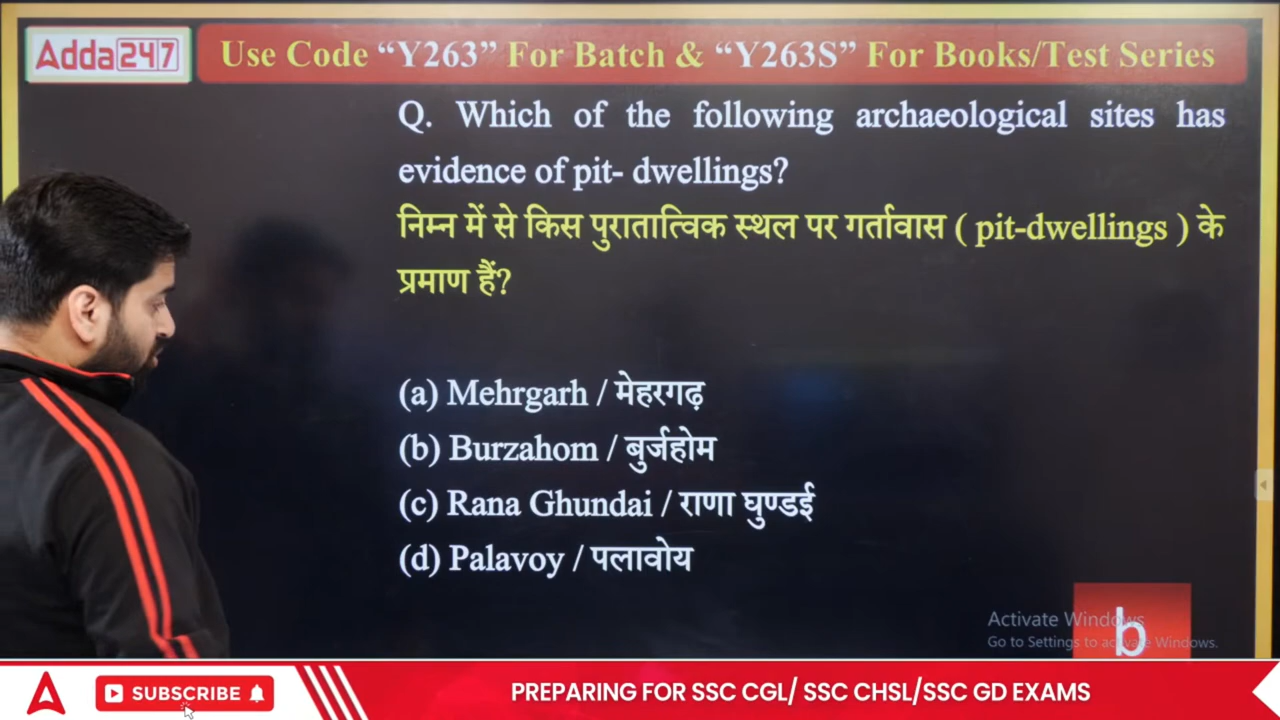 Adda247
Use Code “Y263” For Batch & “Y263S” For Books/Test Series
Q. Which of the following archaeological sites has
evidence of pit- dwellings?
निम्न में से किस पुरातात्विक स्थल पर गर्तावास ( pit-dwellings ) के
प्रमाण हैं?
(a) Mehrgarh / मेहरगढ़
(b) Burzahom / बुर्जहोम
(c) Rana Ghundai / राणा घुण्डई
(d) Palavoy / पलावोय
Activate Windows
Go to Settings to activate Windows.
b
SUBSCRIBE
PREPARING FOR SSC CGL/ SSC CHSL/SSC GD EXAMS